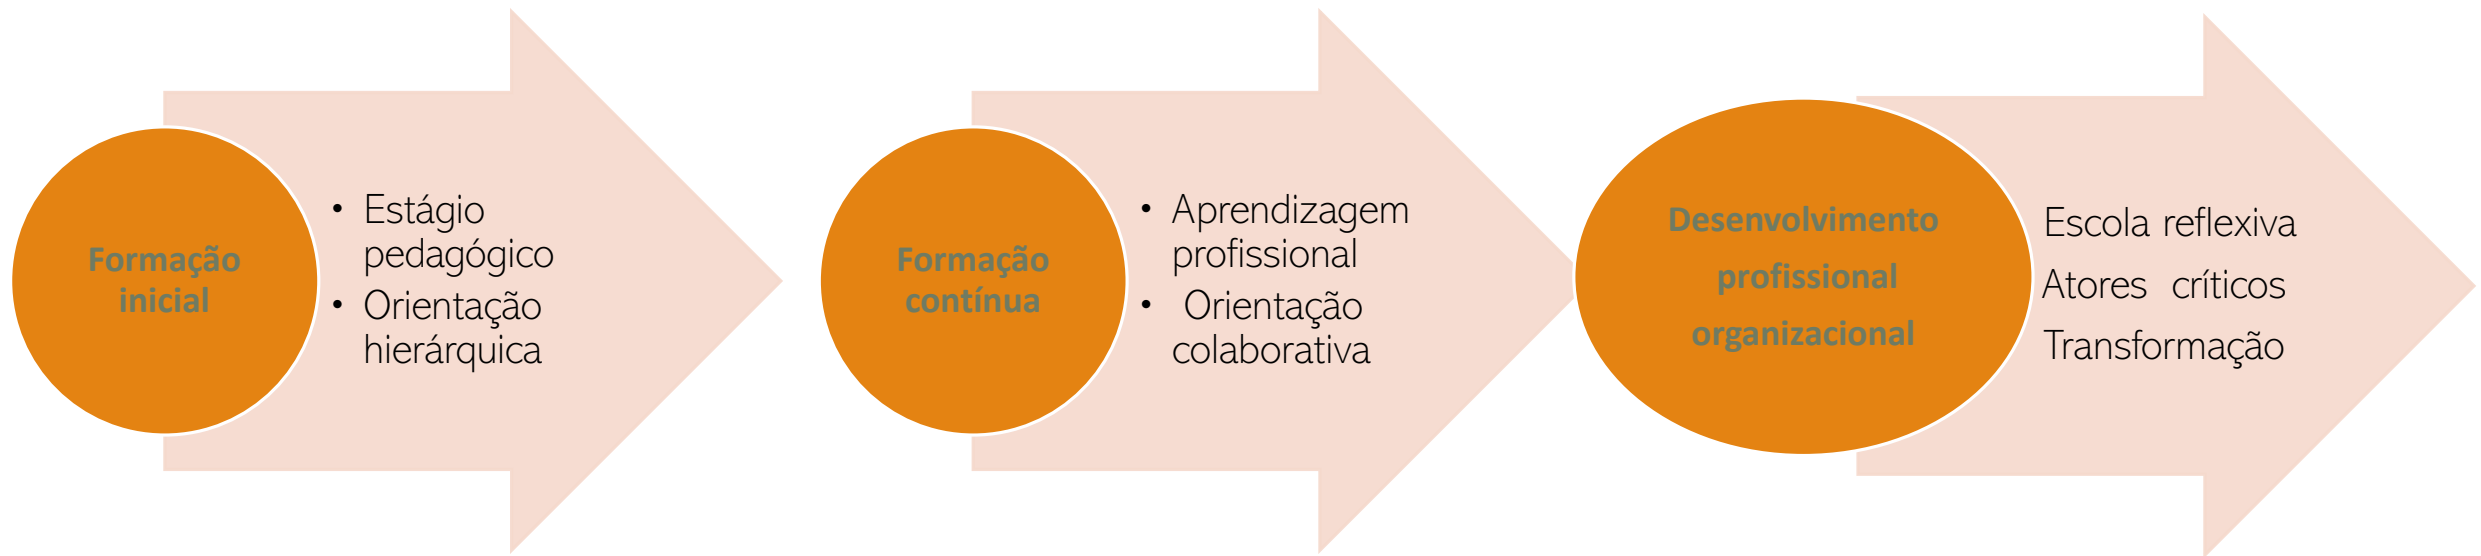 Formação
inicial
• Estágio
pedagógico
• Orientação
hierárquica
Formação
contínua
• Aprendizagem
profissional
• Orientação
colaborativa
Desenvolvimento
profissional
organizacional
Escola reflexiva
Atores críticos
Transformação